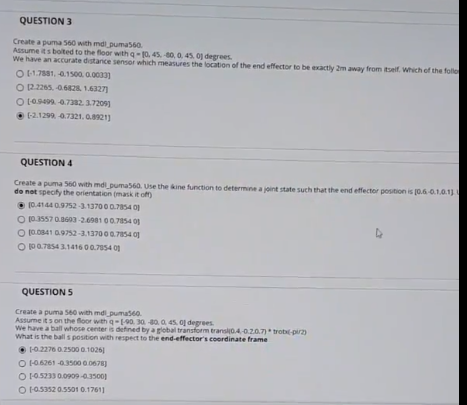 QUESTION 3
Create a puma 560 with mdl_puma560.
Assume it s bolted to the floor with q = [0, 45, -80, 0, 45, 0] degrees.
We have an accurate distance sensor which measures the location of the end effector to be exactly 2m away from itself. Which of the follo
[-1.7881, -0.1500, 0.0033]
[2.2265, -0.6828, 1.6327]
[-0.9499, -0.7382, 3.7209]
[-2.1299, -0.7321, 0.8921]
QUESTION 4
Create a puma 560 with mdl_puma560. Use the ikine function to determine a joint state such that the end effector position is [0.6,-0.1,0.1].
do not specify the orientation (mask it off)
[0.4144 0.9752 -3.1370 0 0.7854 0]
[0.3557 0.8693 -2.6981 0 0.7854 0]
[0.0841 0.9752 -3.1370 0 0.7854 0]
[0 0.7854 3.1416 0 0.7854 0]
QUESTION 5
Create a puma 560 with mdl_puma560.
Assume it s on the floor with q = [-90, 30, -80, 0, 45, 0] degrees.
We have a ball whose center is defined by a global transform transl(0.4,-0.2,0.7) * trotx(-pi/2)
What is the ball s position with respect to the end-effector's coordinate frame
[-0.2276 0.2500 0.1026]
[-0.6261 -0.3500 0.0678]
[-0.5233 0.0909 -0.3500]
[-0.5352 0.5501 0.1761]